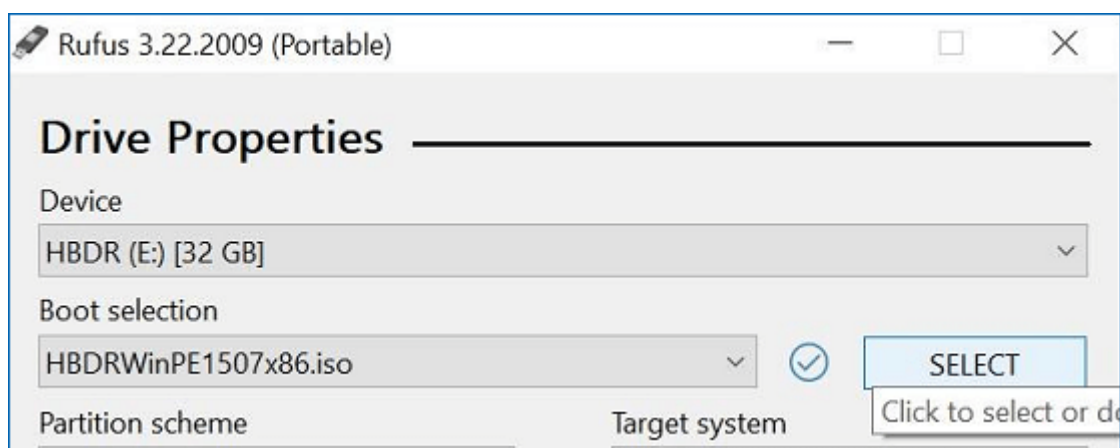 Rufus 3.22.2009 (Portable)
Drive Properties
Device
HBDR (E:) [32 GB]
Boot selection
HBDRWinPE1507x86.iso
SELECT
Partition scheme
Target system
Click to select or